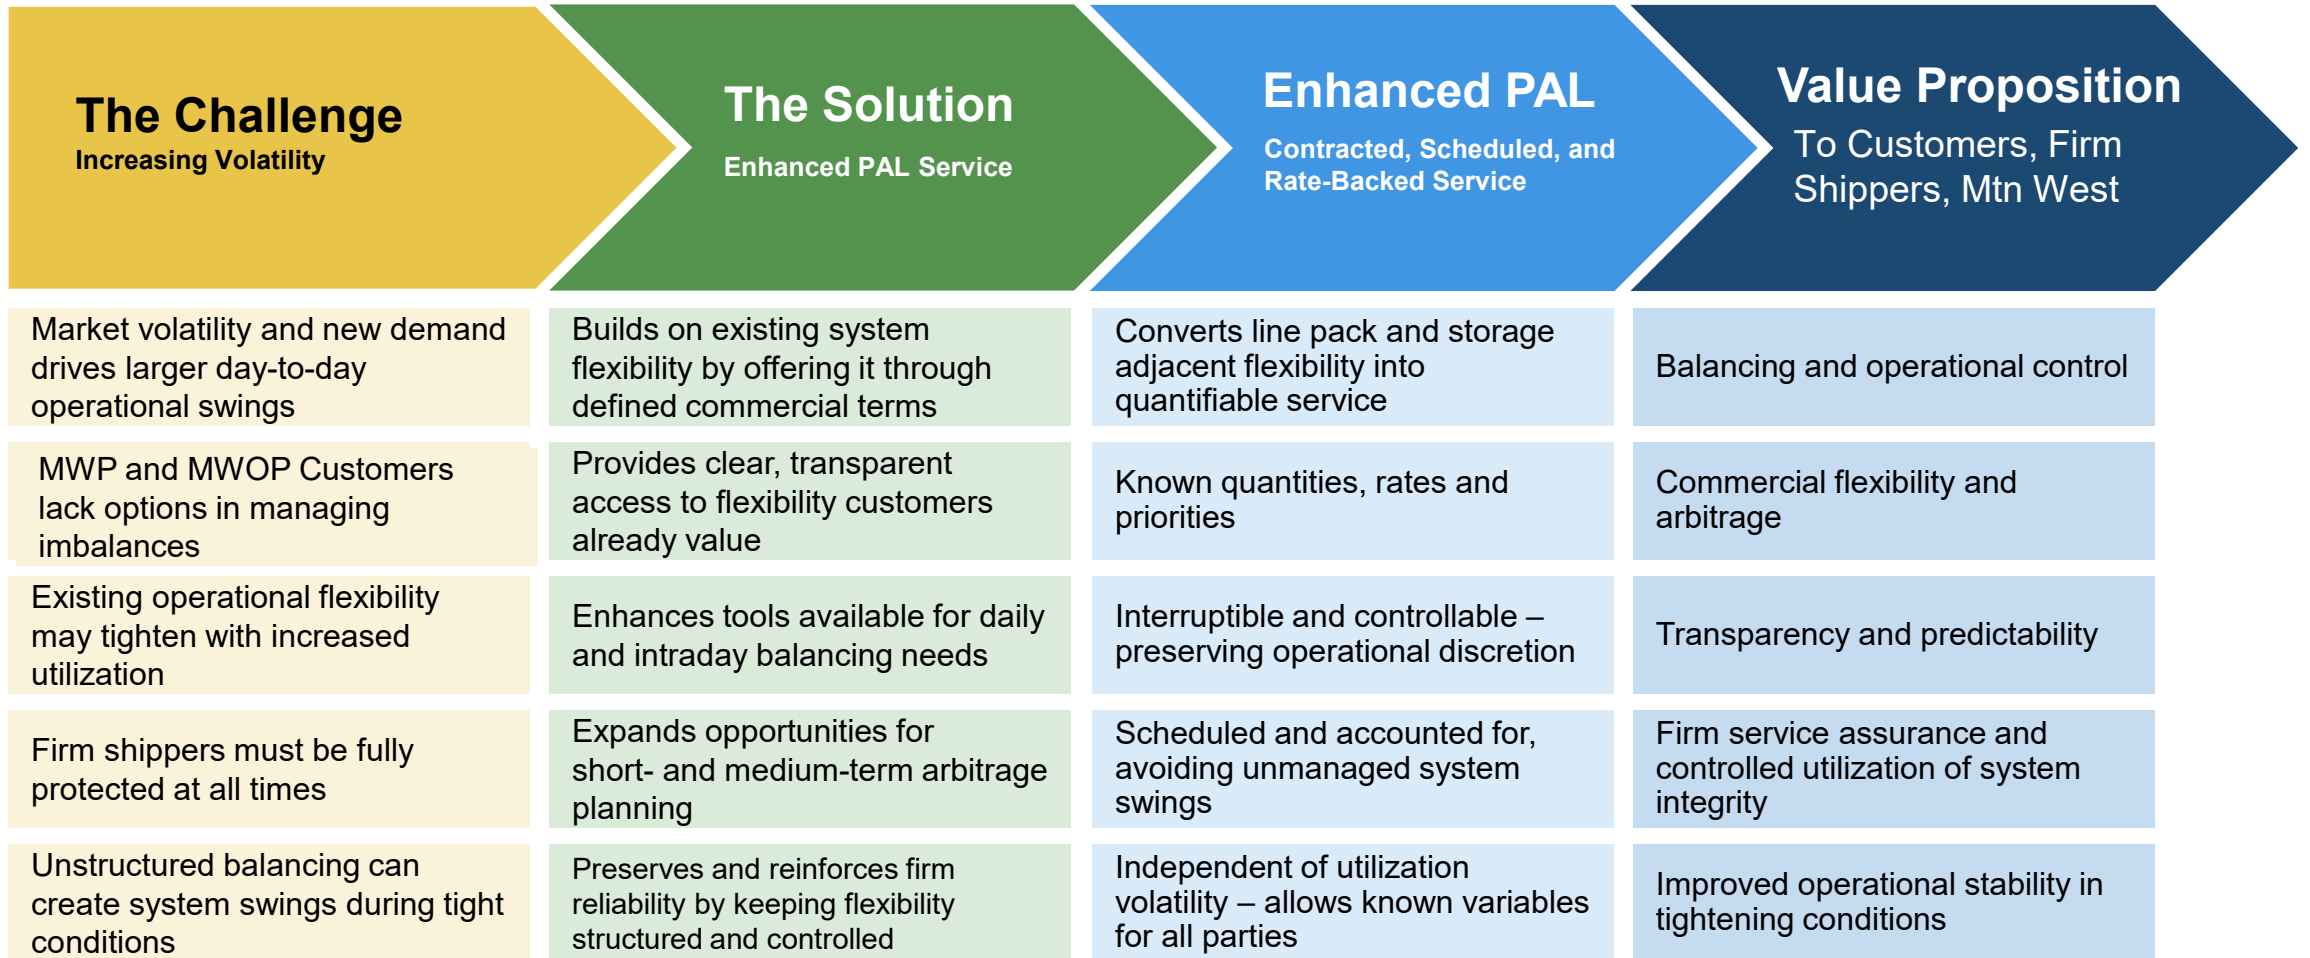 The Challenge
Increasing Volatility
The Solution
Enhanced PAL Service
Enhanced PAL
Contracted, Scheduled, and
Rate-Backed Service
Value Proposition
To Customers, Firm
Shippers, Mtn West
Market volatility and new demand
drives larger day-to-day
operational swings
Builds on existing system
flexibility by offering it through
defined commercial terms
Converts line pack and storage
adjacent flexibility into
quantifiable service
Balancing and operational control
MWP and MWOP Customers
lack options in managing
imbalances
Provides clear, transparent
access to flexibility customers
already value
Known quantities, rates and
priorities
Commercial flexibility and
arbitrage
Existing operational flexibility
may tighten with increased
utilization
Enhances tools available for daily
and intraday balancing needs
Interruptible and controllable –
preserving operational discretion
Transparency and predictability
Firm shippers must be fully
protected at all times
Expands opportunities for
short- and medium-term arbitrage
planning
Scheduled and accounted for,
avoiding unmanaged system
swings
Firm service assurance and
controlled utilization of system
integrity
Unstructured balancing can
create system swings during tight
conditions
Preserves and reinforces firm
reliability by keeping flexibility
structured and controlled
Independent of utilization
volatility – allows known variables
for all parties
Improved operational stability in
tightening conditions